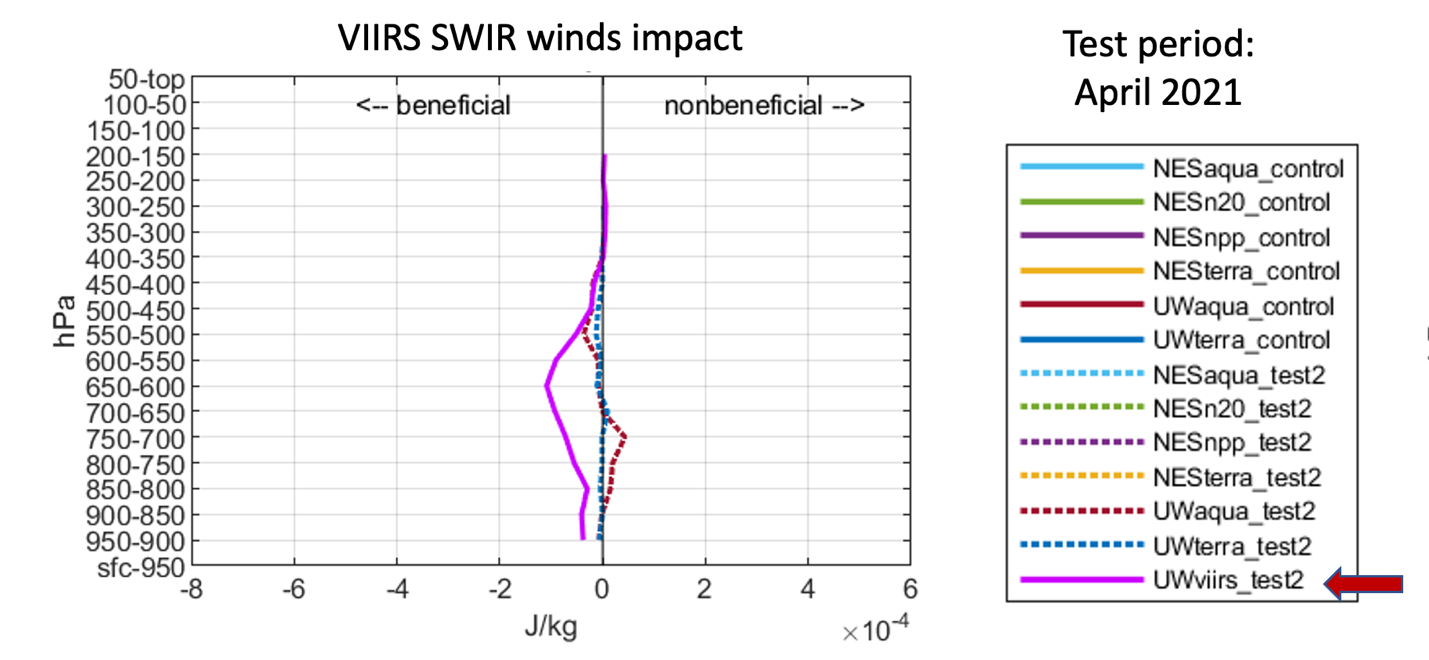 VIIRS SWIR winds impact
Test period:
April 2021
<-- beneficial
nonbeneficial -->
50-top
100-50
150-100
200-150
250-200
300-250
350-300
400-350
450-400
500-450
550-500
600-550
650-600
700-650
750-700
800-750
850-800
900-850
950-900
sfc-950
hPa
-8 -6 -4 -2 0 2 4 6
J/kg
×10-4
NESaqua_control
NESn20_control
NESnpp_control
NESterra_control
UWaqua_control
UWterra_control
NESaqua_test2
NESn20_test2
NESnpp_test2
NESterra_test2
UWaqua_test2
UWterra_test2
UWviirs_test2